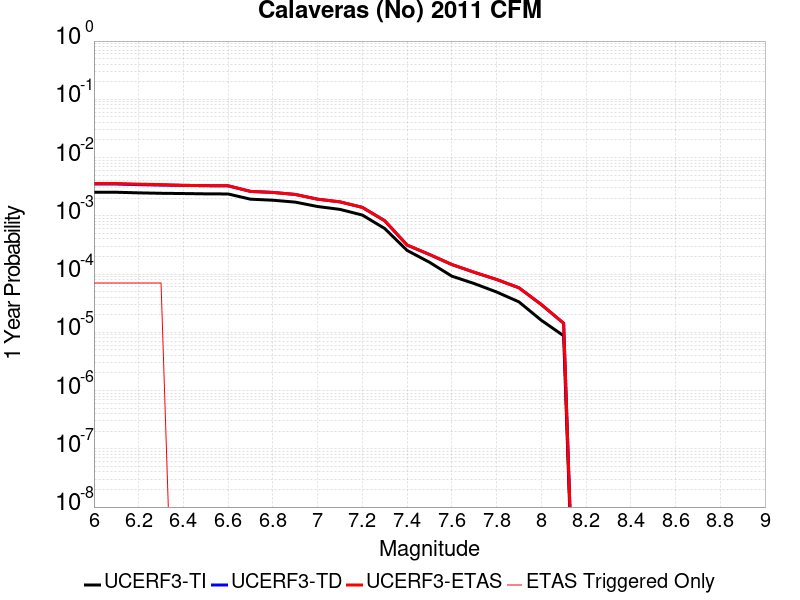 Calaveras (No) 2011 CFM
10 0
10 -1
10 -2
10 -3
10 -4
10 -5
10 -6
10 -7
10 -8
1 Year Probability
6 6.2 6.4 6.6 6.8 7 7.2 7.4 7.6 7.8 8 8.2 8.4 8.6 8.8 9
Magnitude
UCERF3-TI UCERF3-TD UCERF3-ETAS ETAS Triggered Only